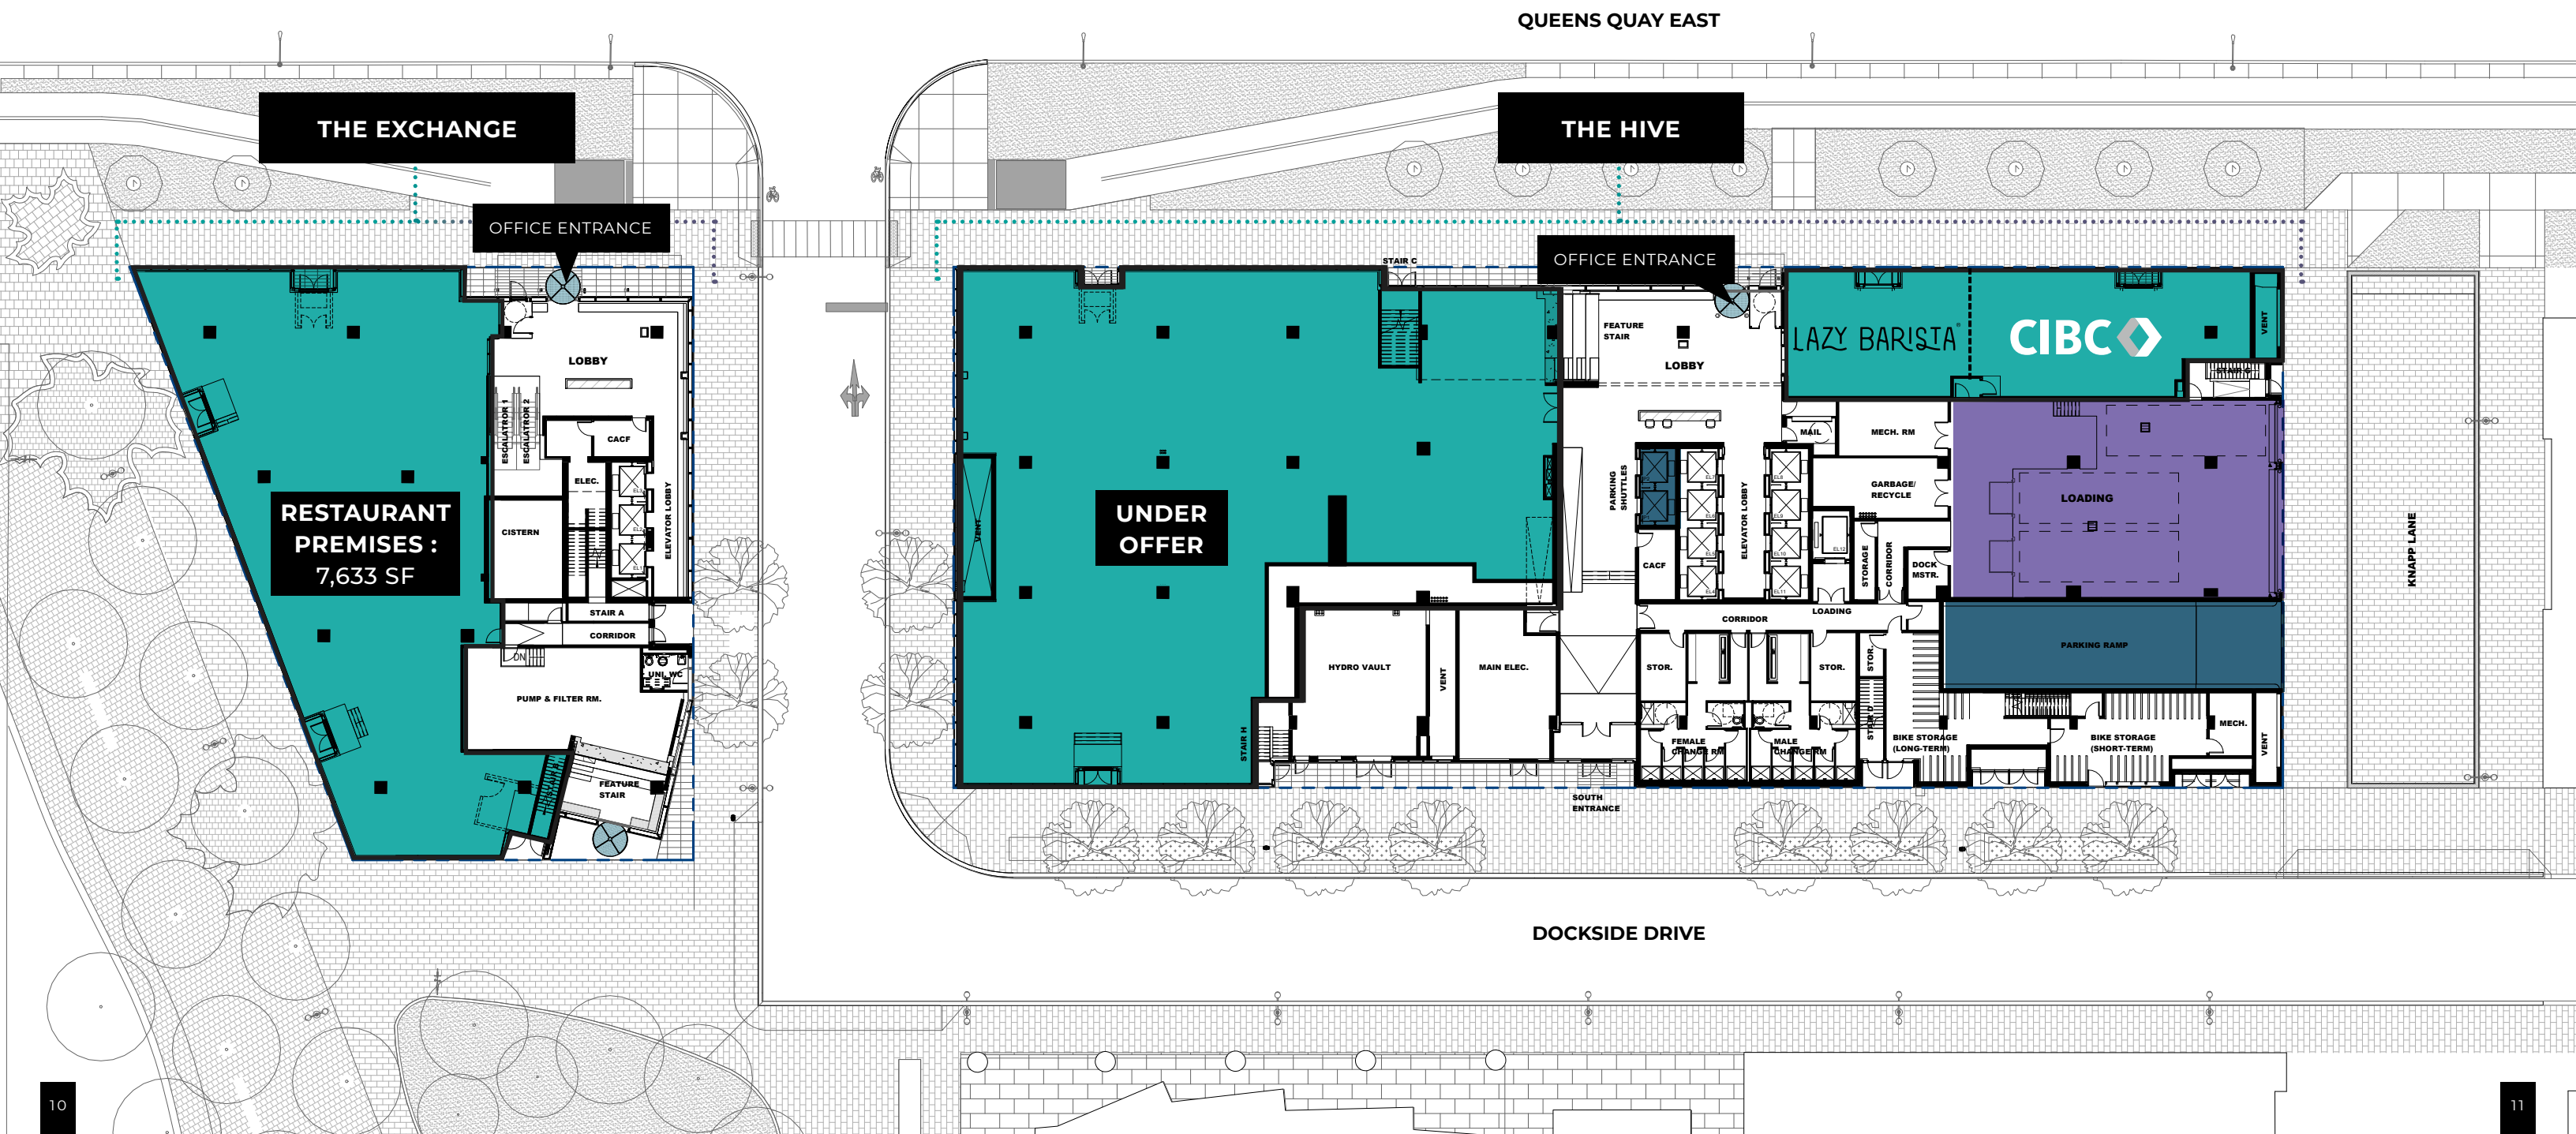 QUEENS QUAY EAST
THE EXCHANGE
THE HIVE
OFFICE ENTRANCE
OFFICE ENTRANCE
STAIR C
LOBBY
ESCALATOR 1
ESCALATOR 2
CACF
ELEC.
CISTERN
ELEVATOR LOBBY
RESTAURANT
PREMISES :
7,633 SF
STAIR A
CORRIDOR
DN
UNI. WC
PUMP & FILTER RM.
FEATURE
STAIR
VENT
UNDER
OFFER
FEATURE
STAIR
LOBBY
LAZY BARISTA
CIBC
VENT
STAIR G
MAIL
MECH. RM
PARKING
SHUTTLES
GARBAGE/
RECYCLE
LOADING
ELEVATOR LOBBY
CACF
STORAGE
CORRIDOR
DOCK
MSTR.
KNAPP LANE
LOADING
CORRIDOR
PARKING RAMP
HYDRO VAULT
VENT
MAIN ELEC.
STOR.
STOR.
STOR.
STAIR H
STAIR D
FEMALE
CHANGE RM
MALE
CHANGE RM
BIKE STORAGE
(LONG-TERM)
BIKE STORAGE
(SHORT-TERM)
MECH.
VENT
SOUTH
ENTRANCE
DOCKSIDE DRIVE
10
11